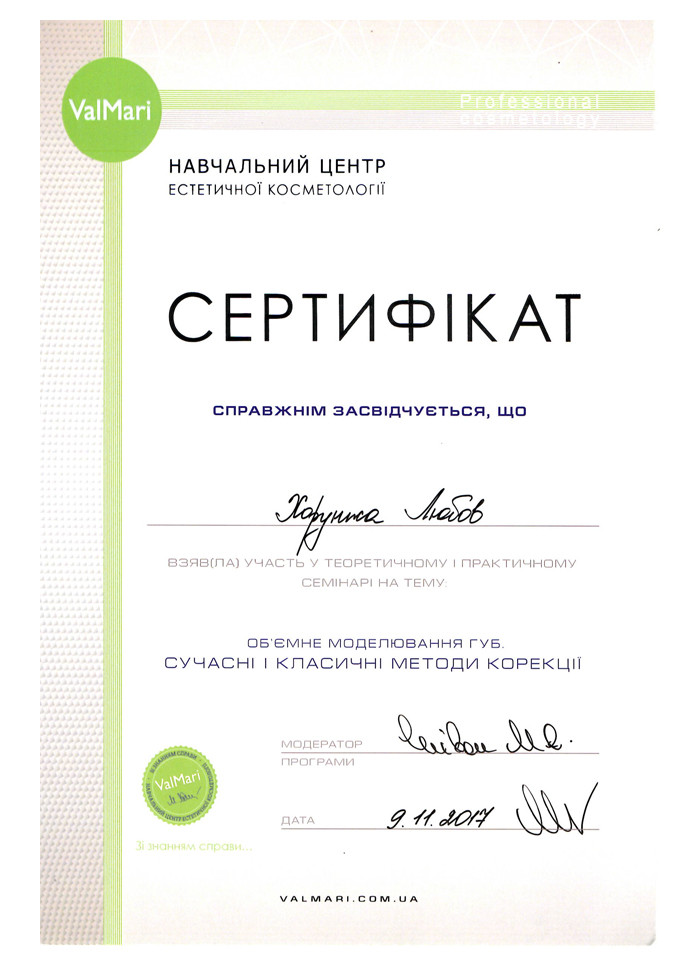 Professional
cosmetology
ValMari
НАВЧАЛЬНИЙ ЦЕНТР
ЕСТЕТИЧНОЇ КОСМЕТОЛОГІЇ
СЕРТИФІКАТ
СПРАВЖНІМ ЗАСВІДЧУЄТЬСЯ, ЩО
Хорунжа Любов
ВЗЯВ(ЛА) УЧАСТЬ У ТЕОРЕТИЧНОМУ І ПРАКТИЧНОМУ
СЕМІНАРІ НА ТЕМУ:
ОБ'ЄМНЕ МОДЕЛЮВАННЯ ГУБ.
СУЧАСНІ І КЛАСИЧНІ МЕТОДИ КОРЕКЦІЇ
МОДЕРАТОР
ПРОГРАМИ
ДАТА 9.11.2017
ЗІ ЗНАННЯМ СПРАВИ
ValMari
НАВЧАЛЬНИЙ ЦЕНТР ЕСТЕТИЧНОЇ КОСМЕТОЛОГІЇ
Зі знанням справи...
VALMARI.COM.UA